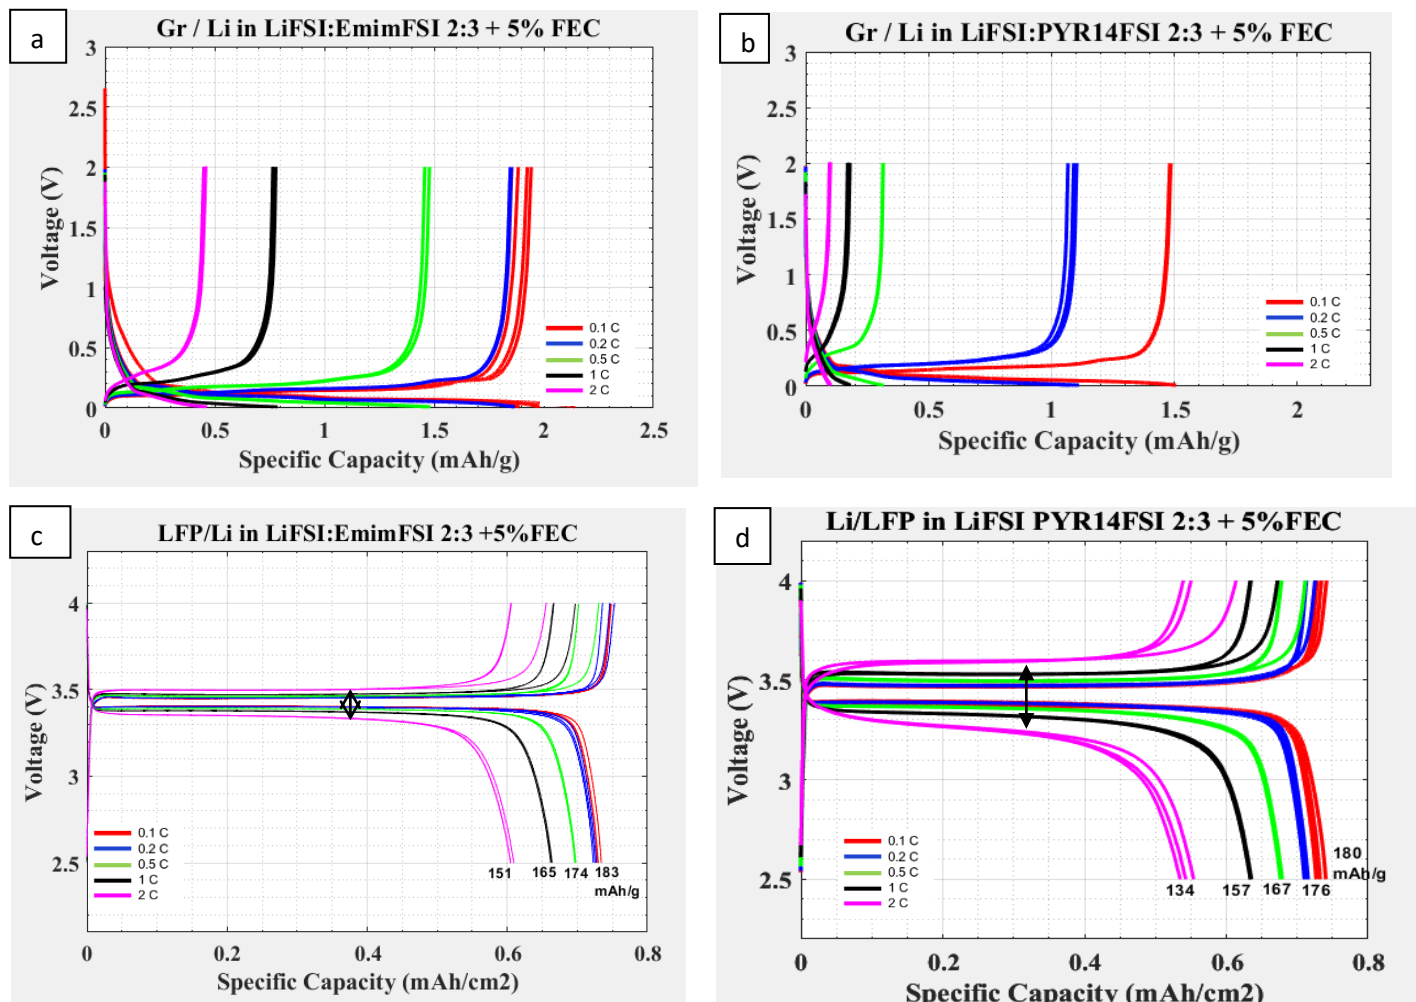 a
Gr / Li in LiFSI:EmimFSI 2:3 + 5% FEC
3
2.5
2
1.5
1
0.5
0
Voltage (V)
0.1 C
0.2 C
0.5 C
1 C
2 C
0 0.5 1 1.5 2 2.5
Specific Capacity (mAh/g)
b
Gr / Li in LiFSI:PYR14FSI 2:3 + 5% FEC
3
2.5
2
1.5
1
0.5
0
Voltage (V)
0.1 C
0.2 C
0.5 C
1 C
2 C
0 0.5 1 1.5 2
Specific Capacity (mAh/g)
c
LFP/Li in LiFSI:EmimFSI 2:3 +5%FEC
4
3.5
3
2.5
Voltage (V)
0.1 C
0.2 C
0.5 C
1 C
2 C
151 165 174 183
mAh/g
0 0.2 0.4 0.6 0.8
Specific Capacity (mAh/cm2)
d
Li/LFP in LiFSI PYR14FSI 2:3 + 5%FEC
4
3.5
3
2.5
Voltage (V)
0.1 C
0.2 C
0.5 C
1 C
2 C
180
mAh/g
134 157 167 176
0 0.2 0.4 0.6 0.8
Specific Capacity (mAh/cm2)